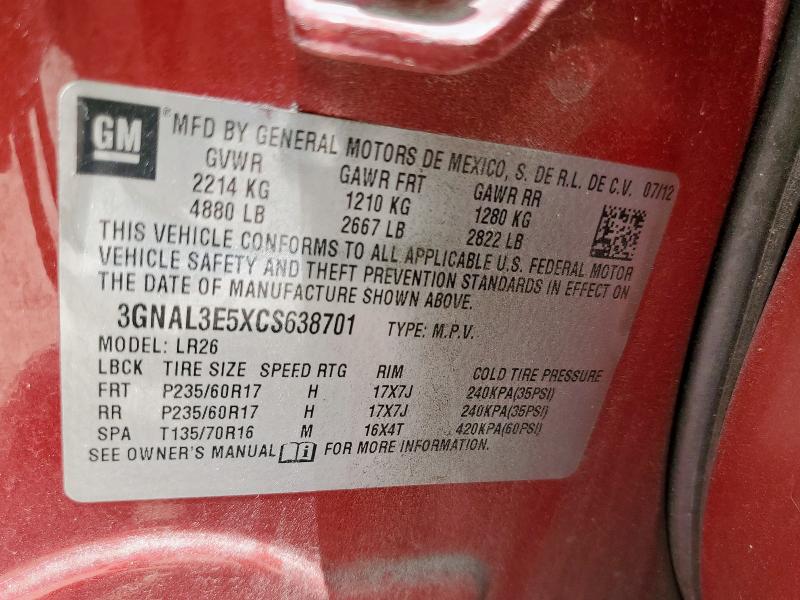 GM
® MFD BY GENERAL MOTORS DE MEXICO, S. DE R.L. DE C.V. 07/12
GVWR GAWR FRT GAWR RR
2214 KG 1210 KG 1280 KG
4880 LB 2667 LB 2822 LB
THIS VEHICLE CONFORMS TO ALL APPLICABLE U.S. FEDERAL MOTOR
VEHICLE SAFETY AND THEFT PREVENTION STANDARDS IN EFFECT ON
THE DATE OF MANUFACTURE SHOWN ABOVE.
3GNAL3E5XCS638701 TYPE: M.P.V.
MODEL: LR26
LBCK TIRE SIZE SPEED RTG RIM COLD TIRE PRESSURE
FRT P235/60R17 H 17X7J 240KPA(35PSI)
RR P235/60R17 H 17X7J 240KPA(35PSI)
SPA T135/70R16 M 16X4T 420KPA(60PSI)
SEE OWNER'S MANUAL FOR MORE INFORMATION.